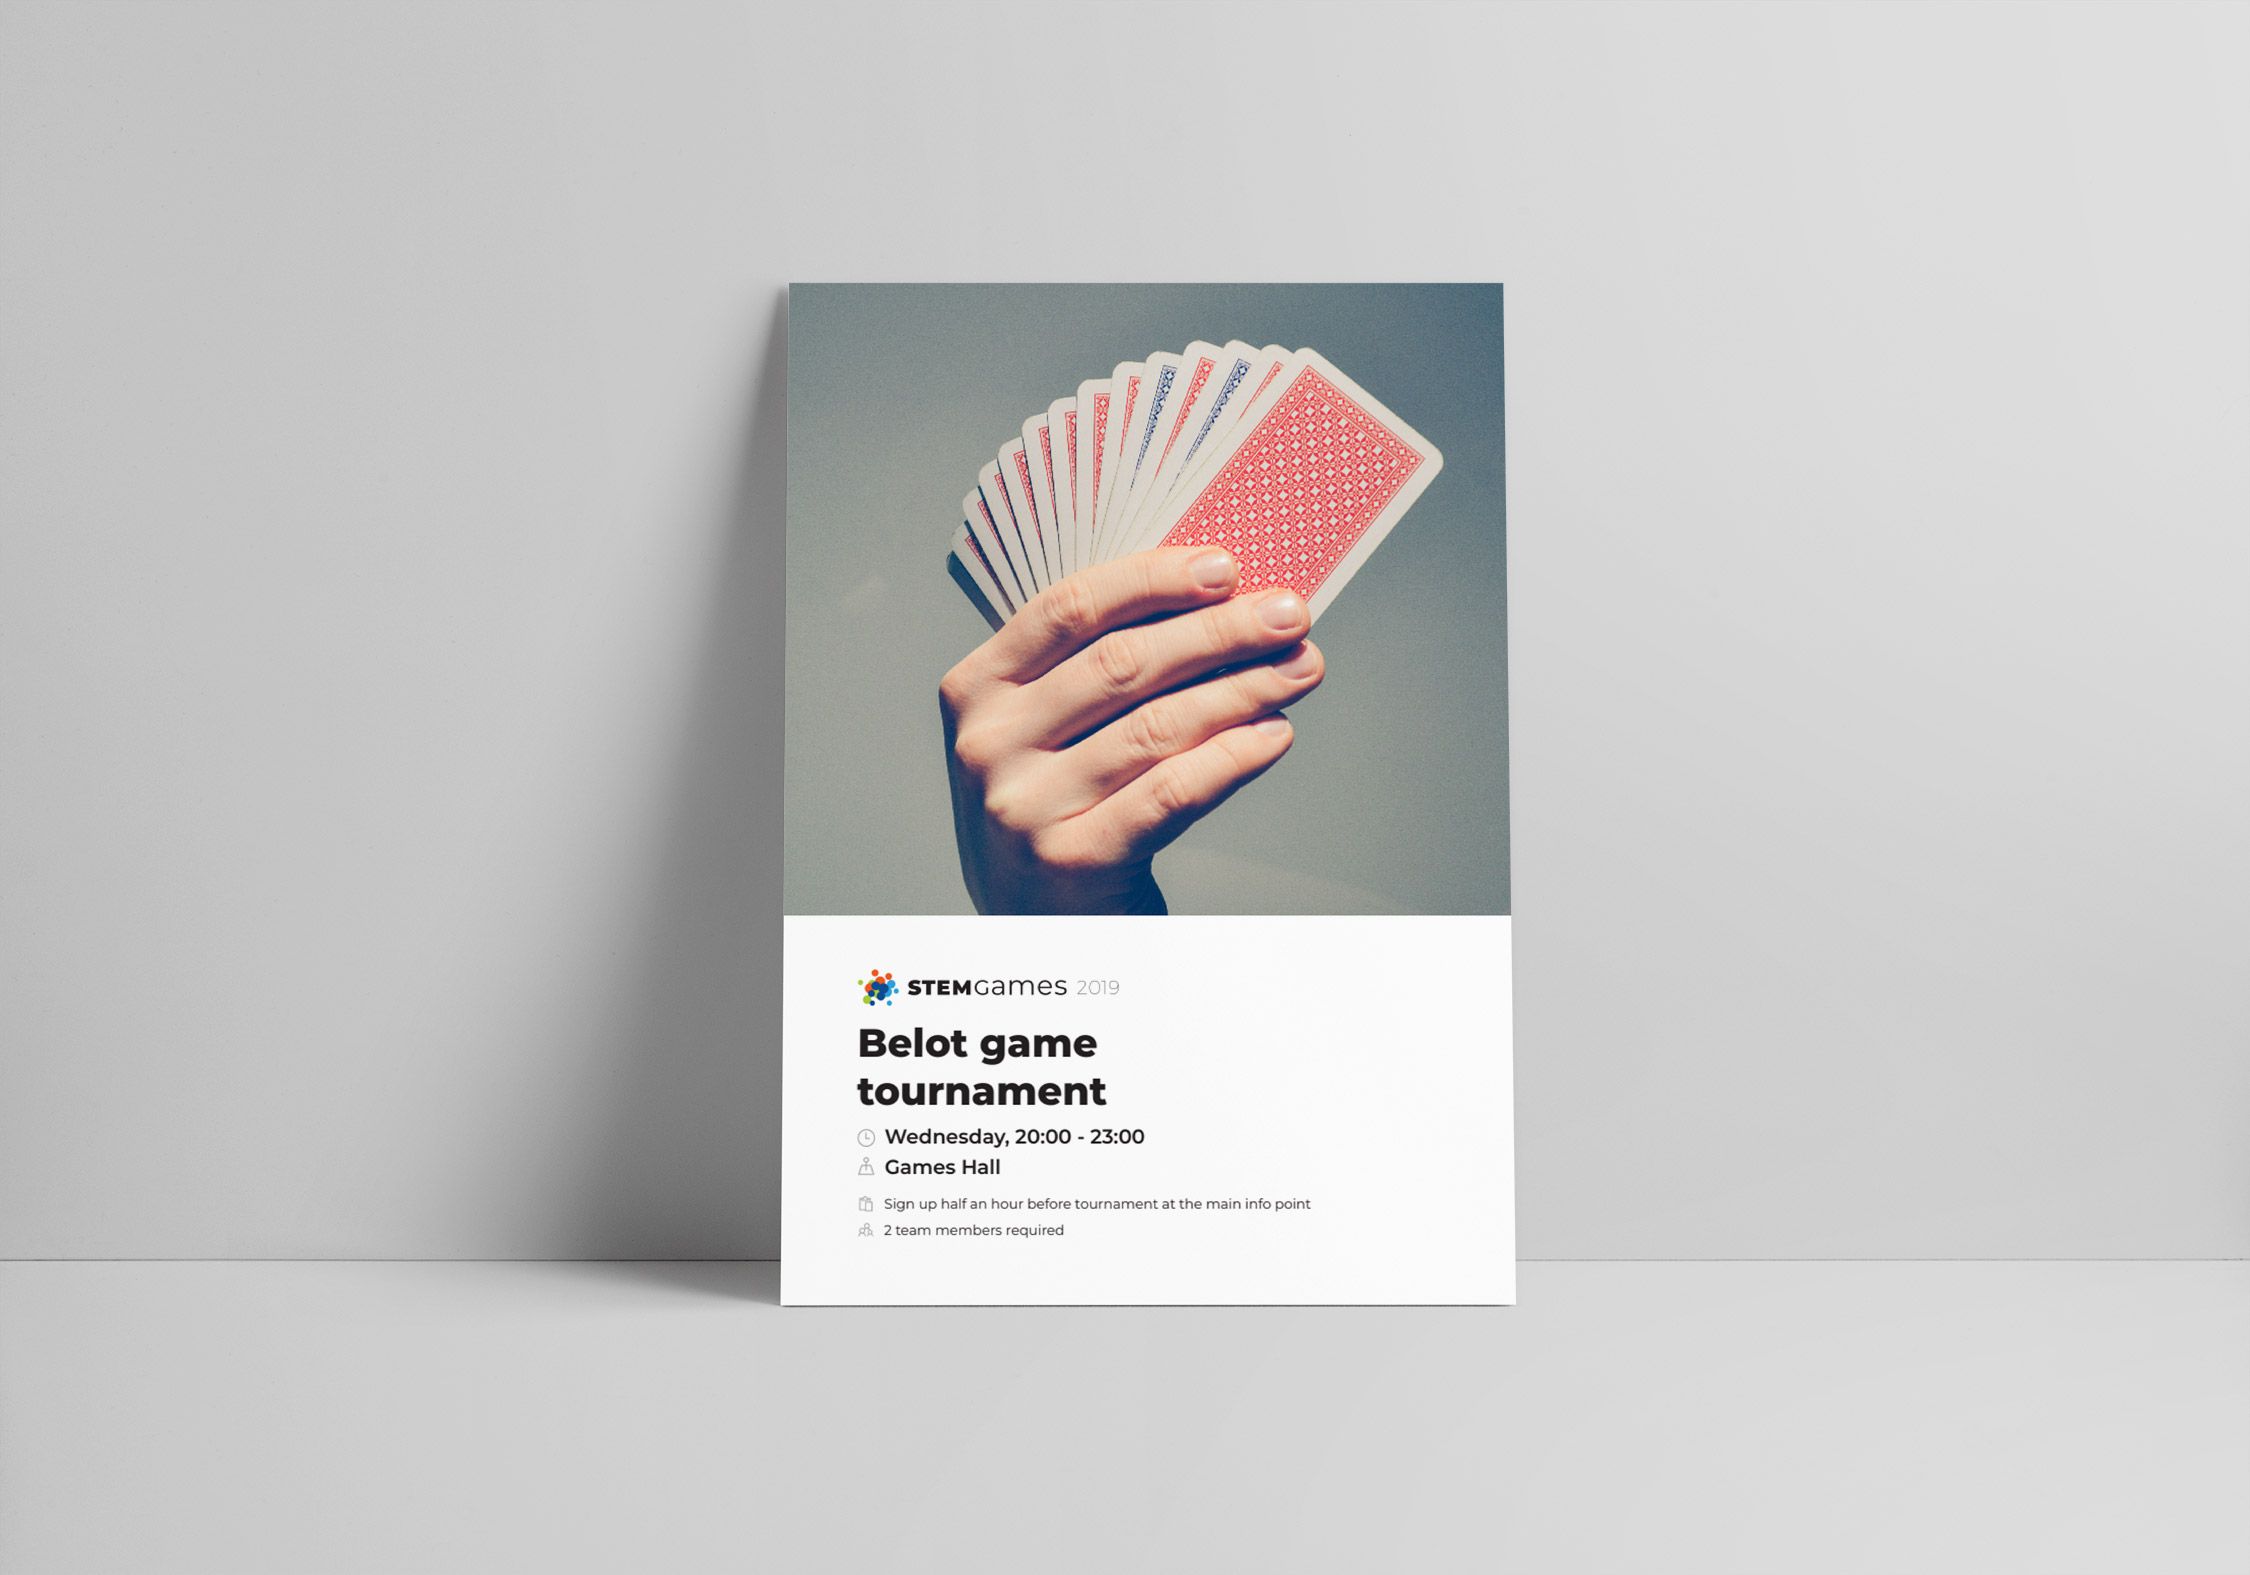 STEMGames 2019
Belot game
tournament
Wednesday, 20:00 - 23:00
Games Hall
Sign up half an hour before tournament at the main info point
2 team members required